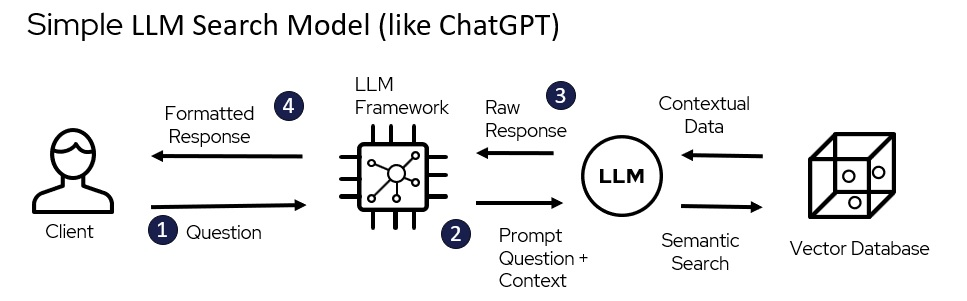 Simple LLM Search Model (like ChatGPT)
Formatted
Response
4
LLM
Framework
Raw
Response
3
Contextual
Data
LLM
Client
1
Question
2
Prompt
Question +
Context
Semantic
Search
Vector Database